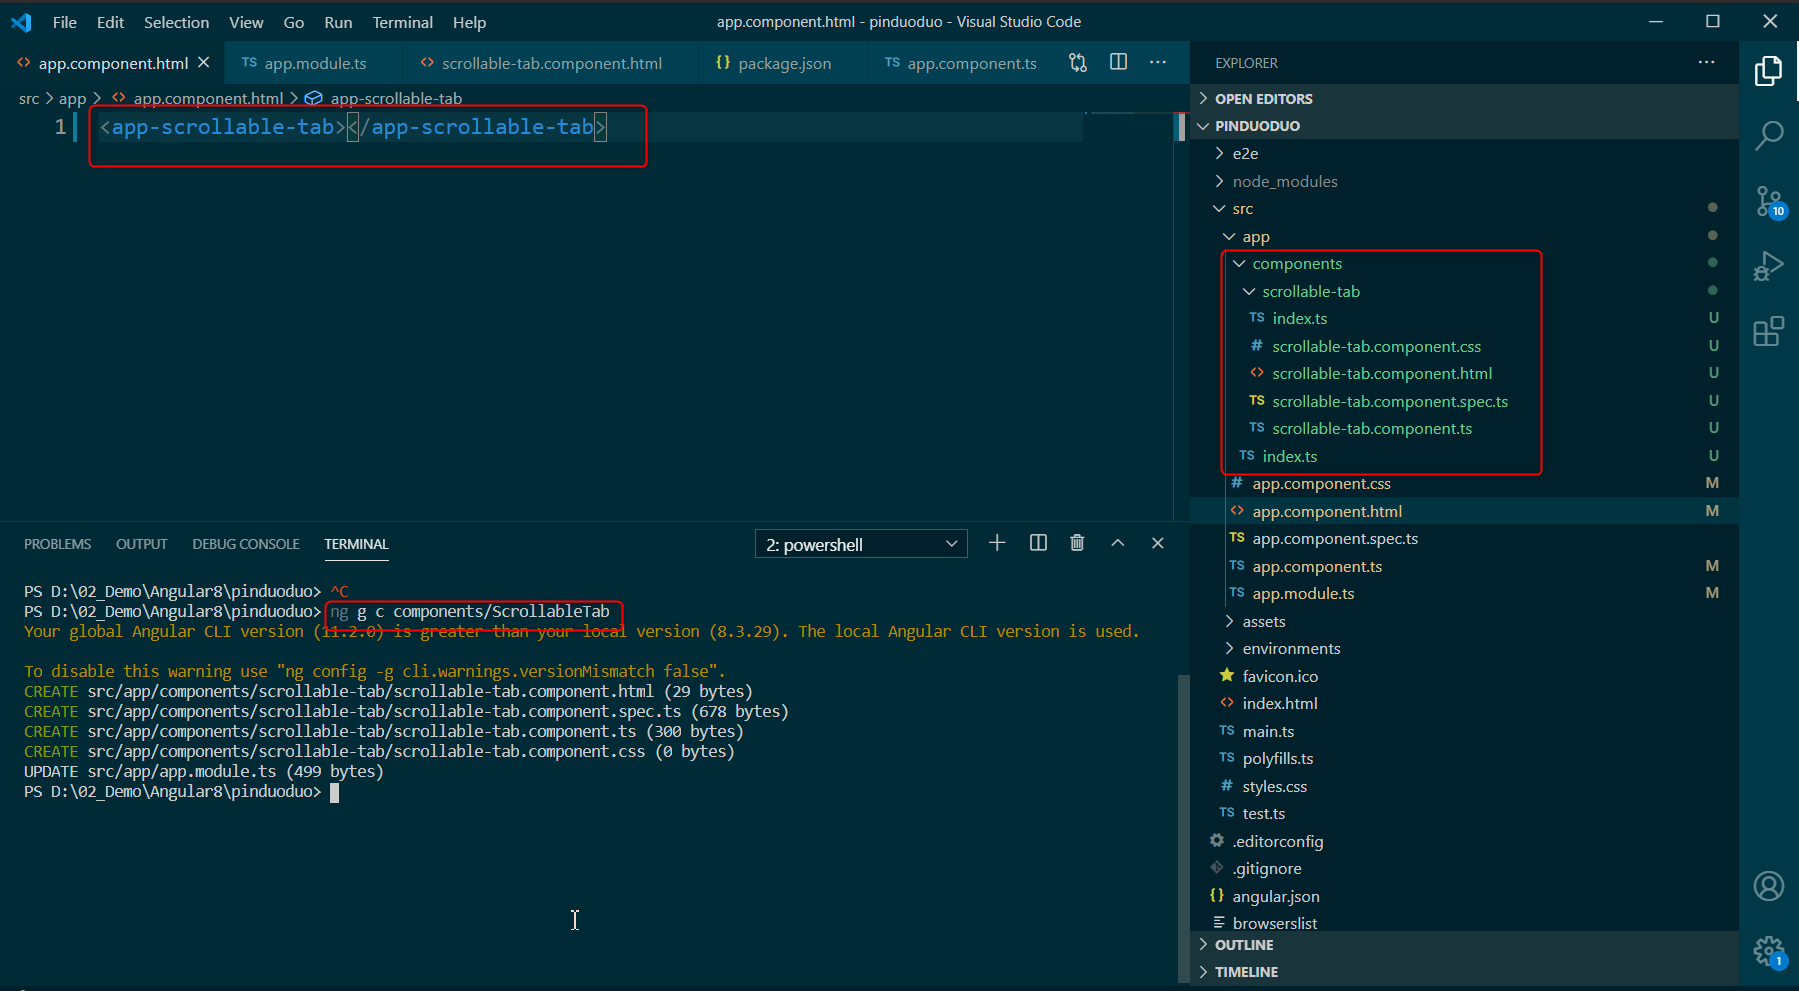 File Edit Selection View Go Run Terminal Help
app.component.html - pinduoduo - Visual Studio Code
app.component.html
TS app.module.ts
scrollable-tab.component.html
{} package.json
TS app.component.ts
src > app > app.component.html > app-scrollable-tab
1 <app-scrollable-tab></app-scrollable-tab>
PROBLEMS OUTPUT DEBUG CONSOLE TERMINAL
2: powershell
PS D:\02_Demo\Angular8\pinduoduo> ^C
PS D:\02_Demo\Angular8\pinduoduo> ng g c components/ScrollableTab
Your global Angular CLI version (11.2.0) is greater than your local version (8.3.29). The local Angular CLI version is used.
To disable this warning use "ng config -g cli.warnings.versionMismatch false".
CREATE src/app/components/scrollable-tab/scrollable-tab.component.html (29 bytes)
CREATE src/app/components/scrollable-tab/scrollable-tab.component.spec.ts (678 bytes)
CREATE src/app/components/scrollable-tab/scrollable-tab.component.ts (300 bytes)
CREATE src/app/components/scrollable-tab/scrollable-tab.component.css (0 bytes)
UPDATE src/app/app.module.ts (499 bytes)
PS D:\02_Demo\Angular8\pinduoduo>
EXPLORER
OPEN EDITORS
PINDUODUO
e2e
node_modules
src
app
components
scrollable-tab
TS index.ts U
# scrollable-tab.component.css U
scrollable-tab.component.html U
TS scrollable-tab.component.spec.ts U
TS scrollable-tab.component.ts U
TS index.ts U
# app.component.css M
app.component.html M
TS app.component.spec.ts
TS app.component.ts M
TS app.module.ts M
assets
environments
favicon.ico
index.html
TS main.ts
TS polyfills.ts
# styles.css
TS test.ts
.editorconfig
.gitignore
{} angular.json
browserslist
OUTLINE
TIMELINE
10
1